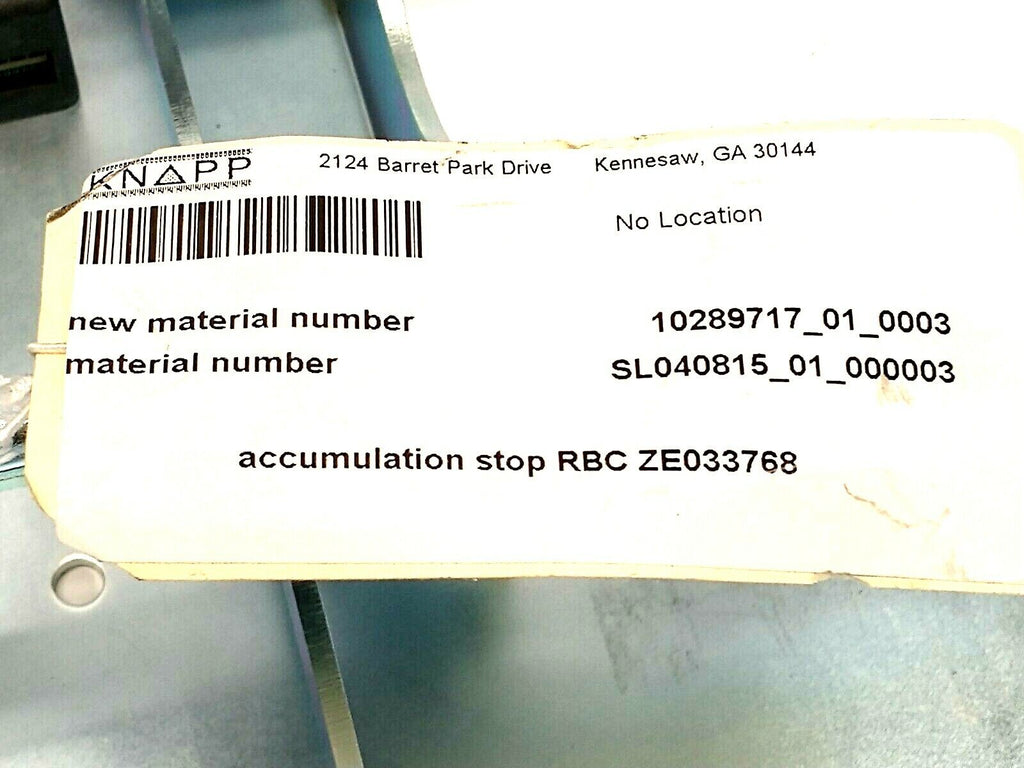 KNAPP 2124 Barret Park Drive Kennesaw, GA 30144
No Location
new material number 10289717_01_0003
material number SL040815_01_000003
accumulation stop RBC ZE033768